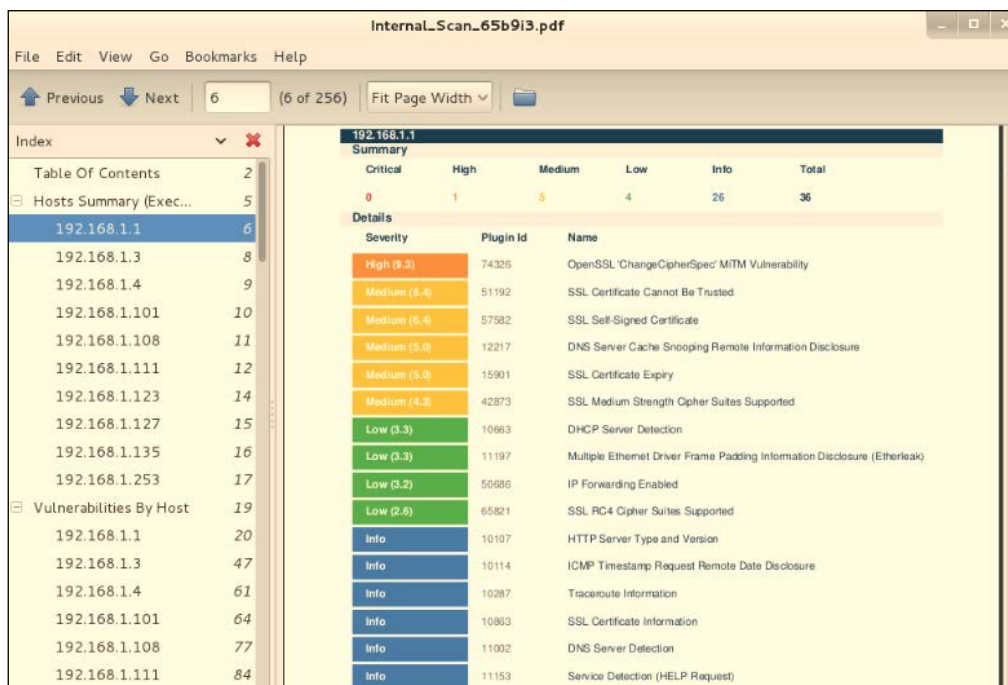 Internal_Scan_65b9i3.pdf
File Edit View Go Bookmarks Help
Previous Next 6 (6 of 256) Fit Page Width
Index
Table Of Contents 2
Hosts Summary (Exec... 5
192.168.1.1 6
192.168.1.3 8
192.168.1.4 9
192.168.1.101 10
192.168.1.108 11
192.168.1.111 12
192.168.1.123 14
192.168.1.127 15
192.168.1.135 16
192.168.1.253 17
Vulnerabilities By Host 19
192.168.1.1 20
192.168.1.3 47
192.168.1.4 61
192.168.1.101 64
192.168.1.108 77
192.168.1.111 84
192.168.1.1
Summary
Critical High Medium Low Info Total
0 1 5 4 26 36
Details
Severity Plugin Id Name
High (9.3) 74326 OpenSSL 'ChangeCipherSpec' MiTM Vulnerability
Medium (6.4) 51192 SSL Certificate Cannot Be Trusted
Medium (6.4) 57582 SSL Self-Signed Certificate
Medium (5.0) 12217 DNS Server Cache Snooping Remote Information Disclosure
Medium (5.0) 15901 SSL Certificate Expiry
Medium (4.3) 42873 SSL Medium Strength Cipher Suites Supported
Low (3.3) 10663 DHCP Server Detection
Low (3.3) 11197 Multiple Ethernet Driver Frame Padding Information Disclosure (Etherleak)
Low (3.2) 50686 IP Forwarding Enabled
Low (2.6) 65821 SSL RC4 Cipher Suites Supported
Info 10107 HTTP Server Type and Version
Info 10114 ICMP Timestamp Request Remote Date Disclosure
Info 10287 Traceroute Information
Info 10863 SSL Certificate Information
Info 11002 DNS Server Detection
Info 11153 Service Detection (HELP Request)